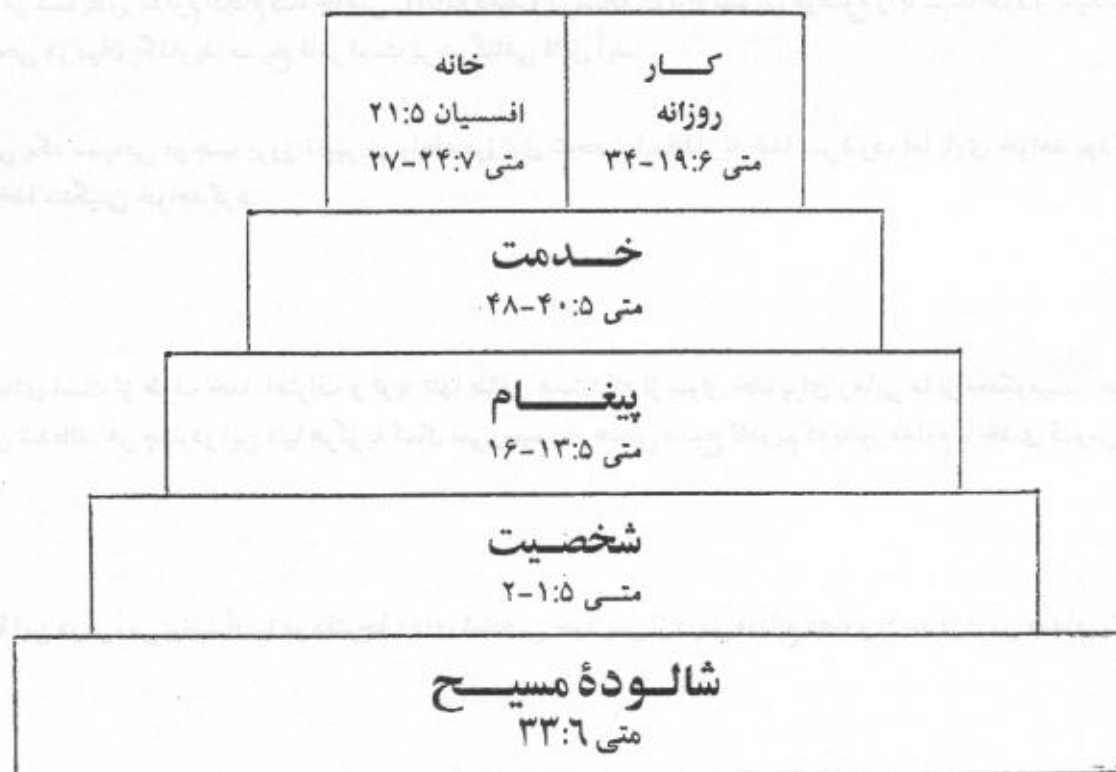 کار
روزانه
متی ۶:۱۹-۳۴
خانه
افسسیان ۵:۲۱
متی ۷:۲۴-۲۷
خدمت
متی ۵:۴۰-۴۸
پیغام
متی ۵:۱۳-۱۶
شخصیت
متی ۵:۱-۲
شالودهٔ مسیح
متی ۶:۳۳